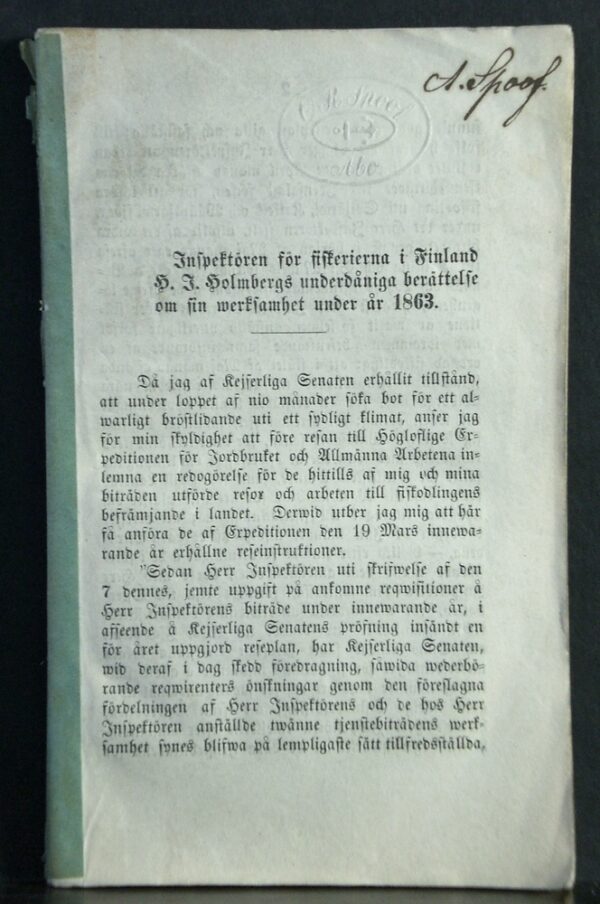 A. Spoof.
Åbo
Inspektören för fiskerierna i Finland
H. J. Holmbergs underdåniga berättelse
om sin werksamhet under år 1863.
Då jag af Kejserliga Senaten erhållit tillstånd,
att under loppet af nio månader söka bot för ett al-
warligt bröstlidande uti ett sydligt klimat, anser jag
för min skyldighet att före resan till Högloflige Ex-
peditionen för Jordbruket och Allmänna Arbetena in-
lemna en redogörelse för de hittills af mig och mina
biträden utförde resor och arbeten till fiskodlingens
befrämjande i landet. Derwid utber jag mig att här
få anföra de af Expeditionen den 19 Mars innewa-
rande år erhållne reseinstruktioner.
"Sedan Herr Inspektören uti skrifwelse af den
7 dennes, jemte uppgift på ankomne reqwisitioner å
Herr Inspektörens biträde under innewarande år, i
afseende å Kejserliga Senatens pröfning insändt en
för året uppgjord reseplan, har Kejserliga Senaten,
wid deraf i dag skedd föredragning, såwida wederbö-
rande reqwirenters önskningar genom den föreslagna
fördelningen af Herr Inspektörens och de hos Herr
Inspektören anställde twänne tjenstebiträdens werk-
samhet synes blifwa på lempligaste sätt tillfredsställda,